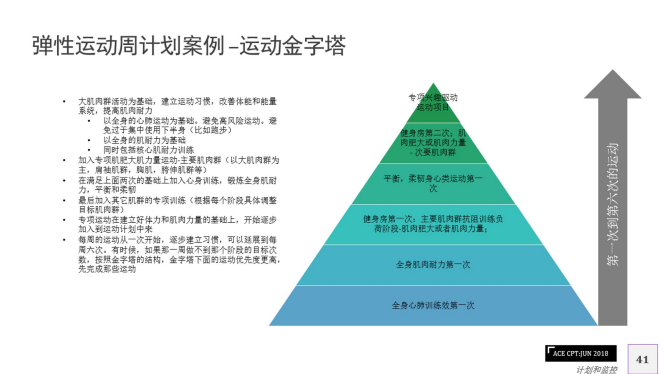 弹性运动周计划案例 –运动金字塔
• 大肌肉群活动为基础，建立运动习惯，改善体能和能量
系统，提高肌肉耐力
• 以全身的心肺运动为基础。避免高风险运动。避
免过于集中使用下半身（比如跑步）
• 以全身的肌耐力为基础
• 同时包括核心肌耐力训练
• 加入专项肌肥大机力量运动-主要肌肉群（以大肌肉群为
主，肩袖肌群，胸肌，胯伸肌群等）
• 在满足上面两次的基础上加入心身训练，锻炼全身肌耐
力，平衡和柔韧
• 最后加入其它肌群的专项训练（根据每个阶段具体调整
目标肌肉群）
• 专项运动在建立好体力和肌肉力量的基础上，开始逐步
加入到运动计划中来
• 每周的运动从一次开始，逐步建立习惯，可以延展到每
周六次。有时候，如果那一周做不到那个阶段的目标次
数，按照金字塔的结构，金字塔下面的运动优先度更高，
先完成那些运动
专项兴趣驱动
运动项目
健身房第二次：肌
肉肥大或肌肉力量
- 次要肌肉群
平衡、柔韧身心类运动第一
次
健身房第一次：主要肌肉群抗阻训练负
荷阶段-肌肉肥大或者肌肉力量；
全身肌肉耐力第一次
全身心肺训练效第一次
第一次到第六次的运动
ACE CPT:JUN 2018
计划和监控
41